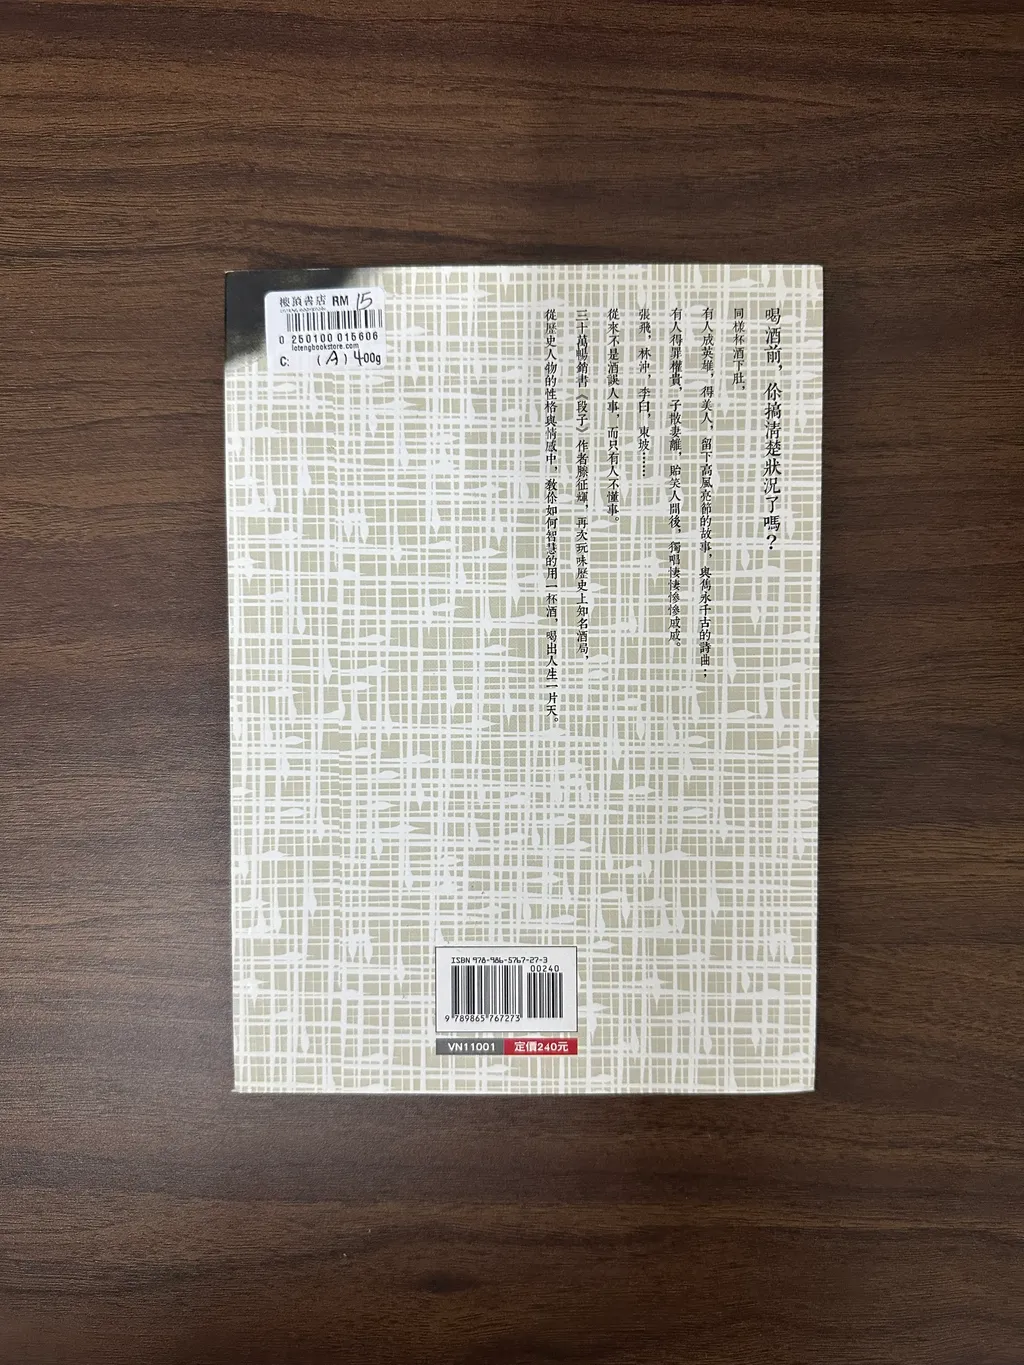 樓頂書店 RM 15
0 250100 015606
lotengbookstore.com
C: (A) 400g
喝酒前，你搞清楚狀況了嗎？
同樣杯酒下肚，
有人成英雄，得美人，留下高風亮節的故事，與雋永千古的詩曲；
有人得罪權貴，子散妻離，貽笑人間後，獨唱悽悽慘慘戚戚。
張飛，林沖，李白，東坡……
從來不是酒誤人事，而只有人不懂事。
三十萬暢銷書《段子》作者滕征輝，再次玩味歷史上知名酒局，
從歷史人物的性格與情感中，教你如何智慧的用一杯酒，喝出人生一片天。
ISBN 978-986-5767-27-3
00240
9 789865 767273
VN11001 定價240元